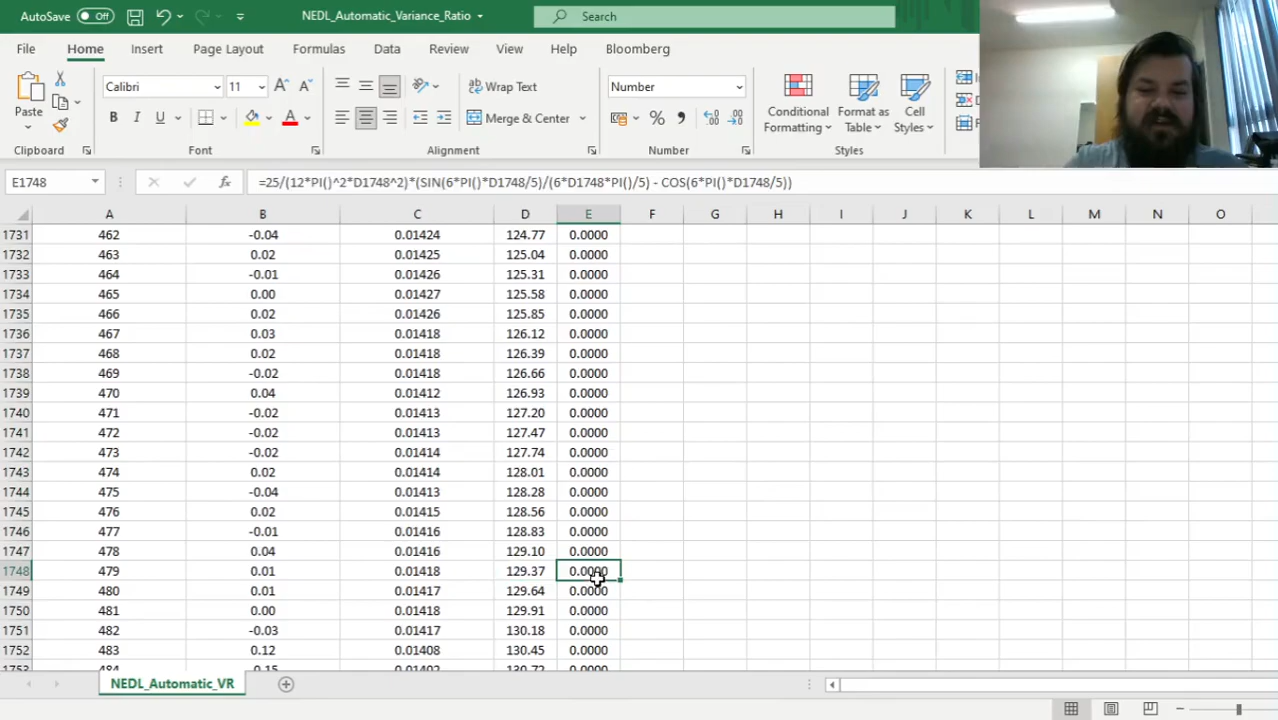 AutoSave Off NEDL_Automatic_Variance_Ratio Search
File Home Insert Page Layout Formulas Data Review View Help Bloomberg
Paste Calibri 11 Wrap Text Number Conditional Formatting Format as Table Cell Styles
B I U Merge & Center
Clipboard Font Alignment Number Styles
E1748 fx =25/(12*PI()^2*D1748^2)*(SIN(6*PI()*D1748/5)/(6*D1748*PI()/5) - COS(6*PI()*D1748/5))
A B C D E F G H I J K L M N O
1731 462 -0.04 0.01424 124.77 0.0000
1732 463 0.02 0.01425 125.04 0.0000
1733 464 -0.01 0.01426 125.31 0.0000
1734 465 0.00 0.01427 125.58 0.0000
1735 466 0.02 0.01426 125.85 0.0000
1736 467 0.03 0.01418 126.12 0.0000
1737 468 0.02 0.01418 126.39 0.0000
1738 469 -0.02 0.01418 126.66 0.0000
1739 470 0.04 0.01412 126.93 0.0000
1740 471 -0.02 0.01413 127.20 0.0000
1741 472 -0.02 0.01413 127.47 0.0000
1742 473 -0.02 0.01414 127.74 0.0000
1743 474 0.02 0.01414 128.01 0.0000
1744 475 -0.04 0.01413 128.28 0.0000
1745 476 0.02 0.01415 128.56 0.0000
1746 477 -0.01 0.01416 128.83 0.0000
1747 478 0.04 0.01416 129.10 0.0000
1748 479 0.01 0.01418 129.37 0.0000
1749 480 0.01 0.01417 129.64 0.0000
1750 481 0.00 0.01418 129.91 0.0000
1751 482 -0.03 0.01417 130.18 0.0000
1752 483 0.12 0.01408 130.45 0.0000
1753 484 0.15 0.01402 130.72 0.0000
NEDL_Automatic_VR